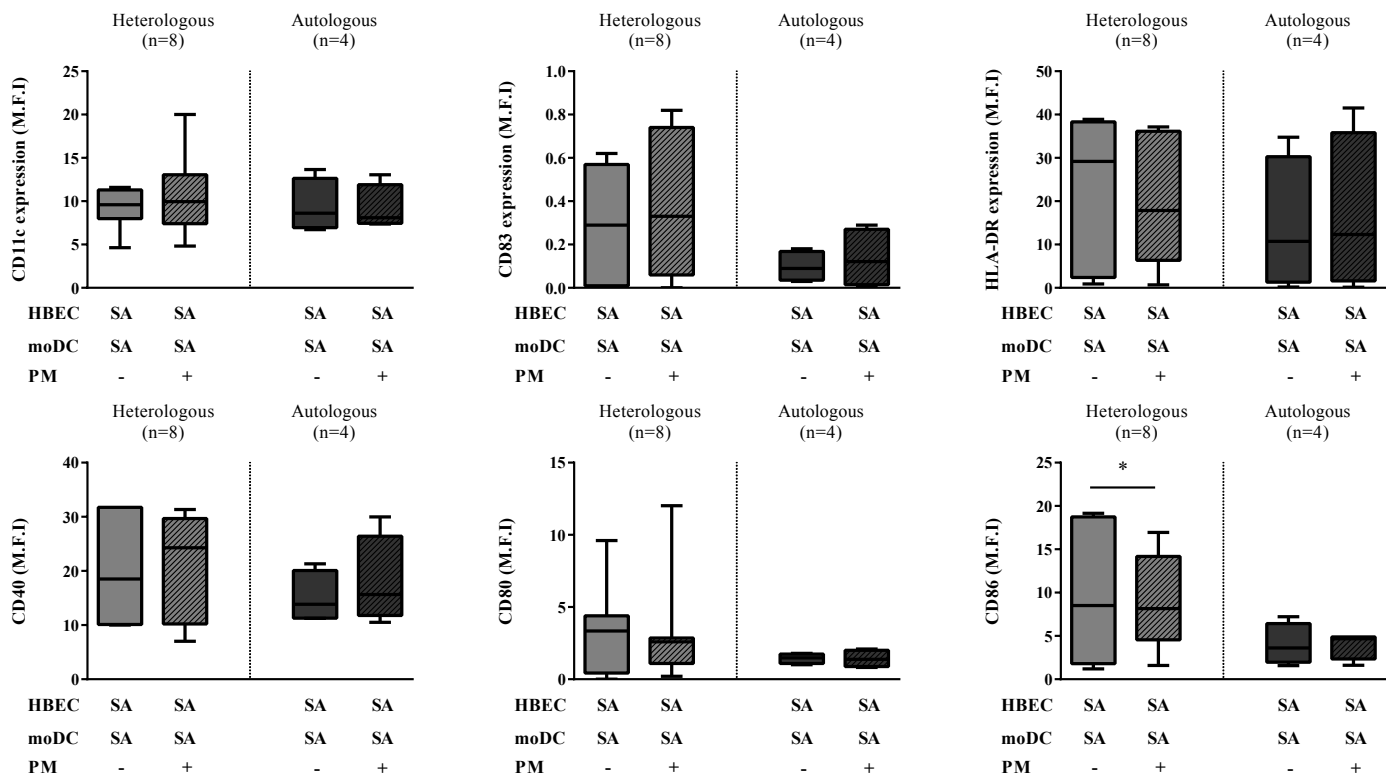 Heterologous
(n=8)
Autologous
(n=4)
CD11c expression (M.F.I)
25
20
15
10
5
0
HBEC SA SA SA SA
moDC SA SA SA SA
PM - + - +
Heterologous
(n=8)
Autologous
(n=4)
CD83 expression (M.F.I)
1.0
0.8
0.6
0.4
0.2
0.0
HBEC SA SA SA SA
moDC SA SA SA SA
PM - + - +
Heterologous
(n=8)
Autologous
(n=4)
HLA-DR expression (M.F.I)
50
40
30
20
10
0
HBEC SA SA SA SA
moDC SA SA SA SA
PM - + - +
Heterologous
(n=8)
Autologous
(n=4)
CD40 (M.F.I)
40
30
20
10
0
HBEC SA SA SA SA
moDC SA SA SA SA
PM - + - +
Heterologous
(n=8)
Autologous
(n=4)
CD80 (M.F.I)
15
10
5
0
HBEC SA SA SA SA
moDC SA SA SA SA
PM - + - +
Heterologous
(n=8)
Autologous
(n=4)
CD86 (M.F.I)
25
20
15
10
5
0
*
HBEC SA SA SA SA
moDC SA SA SA SA
PM - + - +